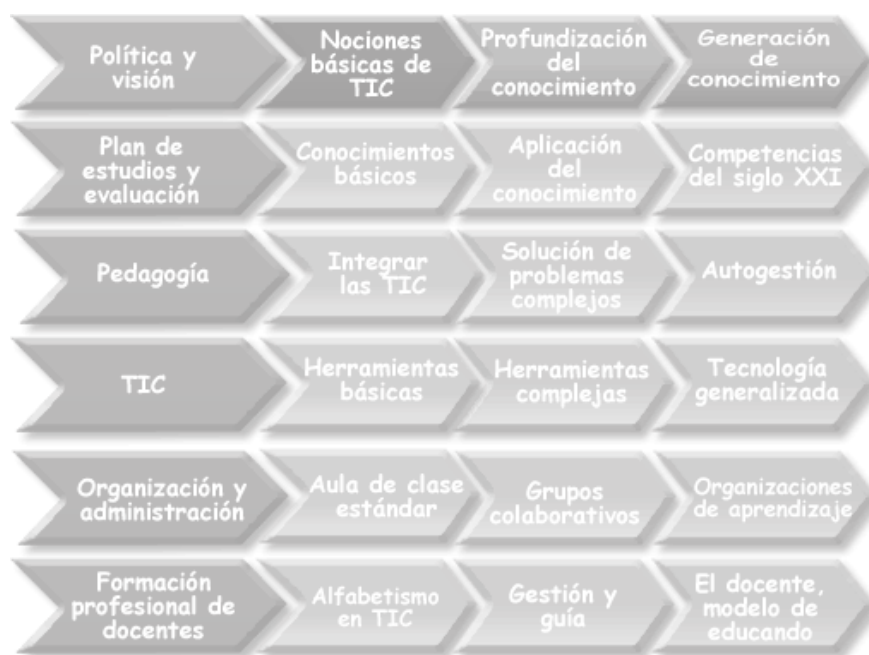 Política y
visión
Nociones
básicas de
TIC
Profundización
del
conocimiento
Generación
de
conocimiento
Plan de
estudios y
evaluación
Conocimientos
básicos
Aplicación
del
conocimiento
Competencias
del siglo XXI
Pedagogía
Integrar
las TIC
Solución de
problemas
complejos
Autogestión
TIC
Herramientas
básicas
Herramientas
complejas
Tecnología
generalizada
Organización y
administración
Aula de clase
estándar
Grupos
colaborativos
Organizaciones
de aprendizaje
Formación
profesional de
docentes
Alfabetismo
en TIC
Gestión y
guía
El docente,
modelo de
educando